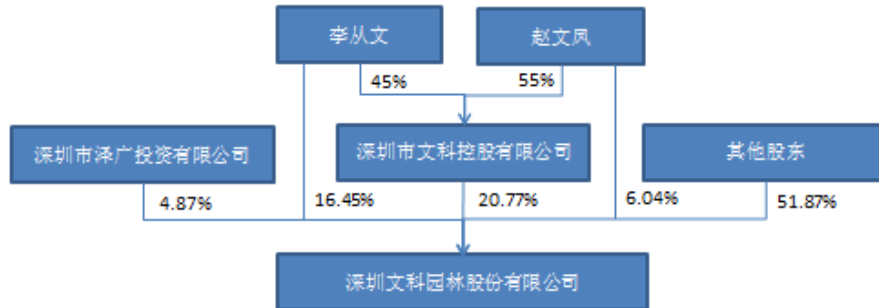 李从文
赵文凤
45%
55%
深圳市泽广投资有限公司
深圳市文科控股有限公司
其他股东
4.87%
16.45%
20.77%
6.04%
51.87%
深圳文科园林股份有限公司